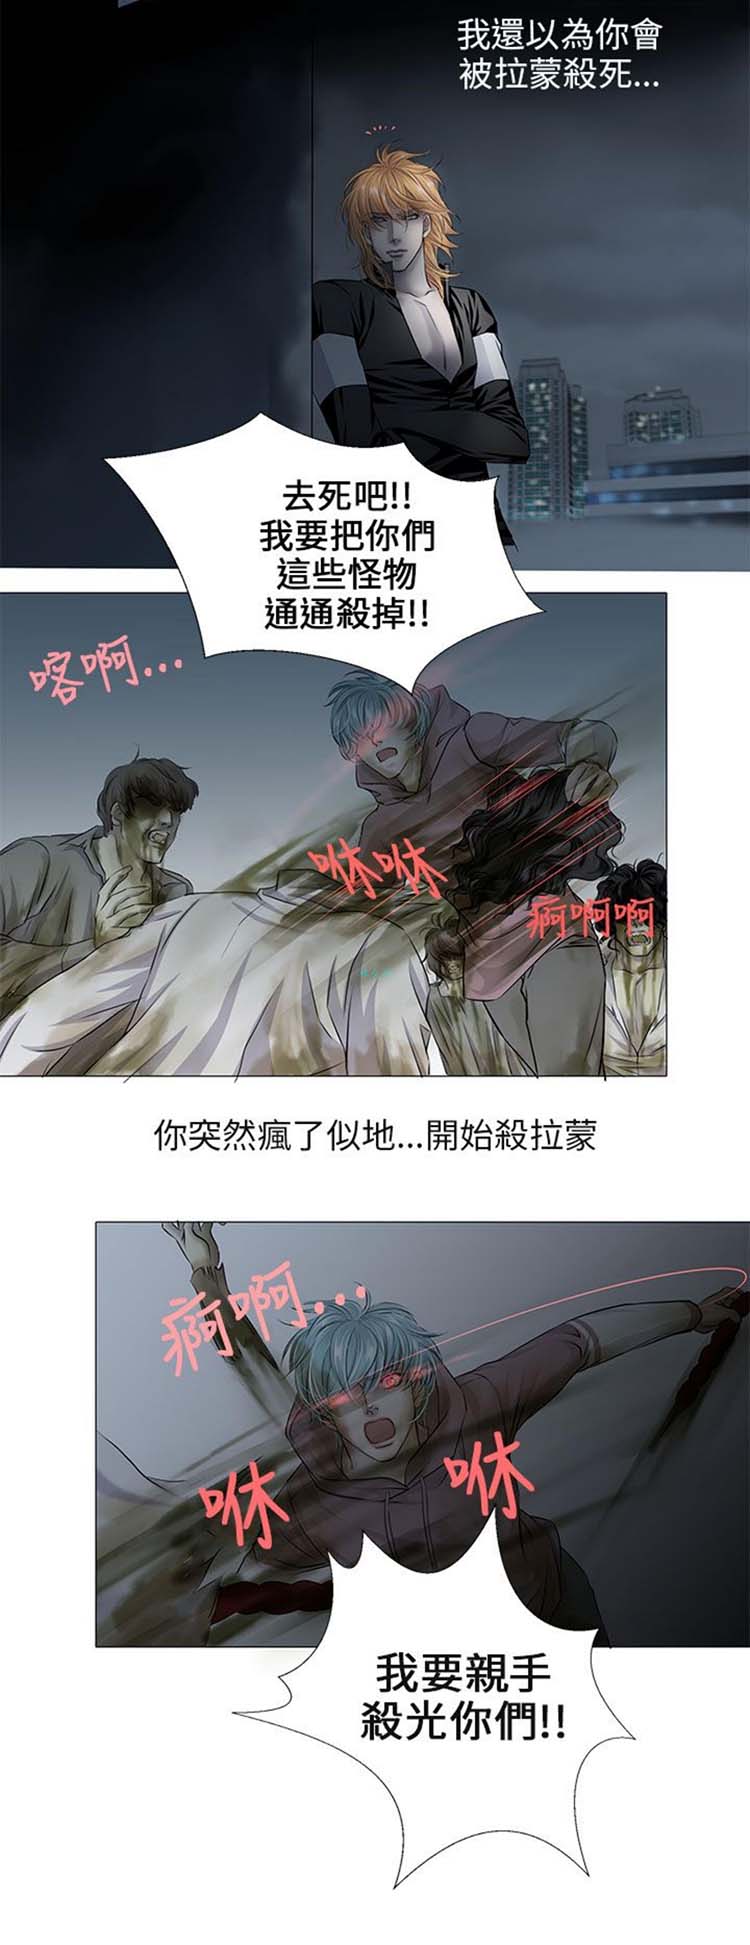 我還以為你會
被拉蒙殺死...
去死吧!!
我要把你們
這些怪物
通通殺掉!!
喀啊...
咻咻
痾啊啊
你突然瘋了似地...開始殺拉蒙
痾啊...
咻
咻
我要親手
殺光你們!!